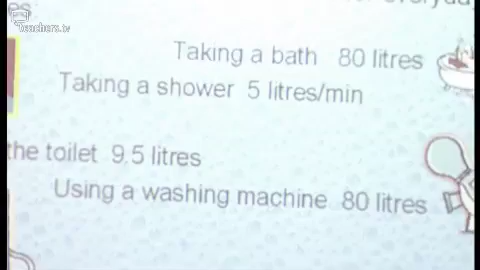 es
teachers.tv
Taking a bath 80 litres
Taking a shower 5 litres/min
the toilet 9.5 litres
Using a washing machine 80 litres